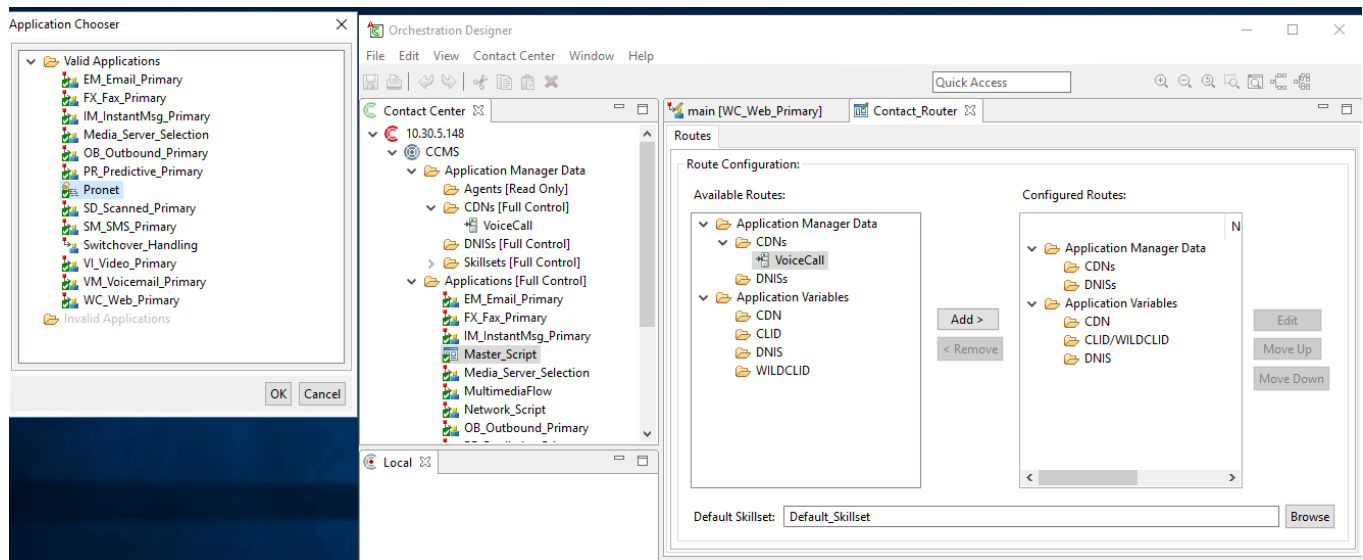 Application Chooser
Valid Applications
EM_Email_Primary
FX_Fax_Primary
IM_InstantMsg_Primary
Media_Server_Selection
OB_Outbound_Primary
PR_Predictive_Primary
Pronet
SD_Scanned_Primary
SM_SMS_Primary
Switchover_Handling
VI_Video_Primary
VM_Voicemail_Primary
WC_Web_Primary
Invalid Applications
OK Cancel
Orchestration Designer
File Edit View Contact Center Window Help
Quick Access
Contact Center
10.30.5.148
CCMS
Application Manager Data
Agents [Read Only]
CDNs [Full Control]
VoiceCall
DNISs [Full Control]
Skillsets [Full Control]
Applications [Full Control]
EM_Email_Primary
FX_Fax_Primary
IM_InstantMsg_Primary
Master_Script
Media_Server_Selection
MultimediaFlow
Network_Script
OB_Outbound_Primary
Local
main [WC_Web_Primary] Contact_Router
Routes
Route Configuration:
Available Routes:
Application Manager Data
CDNs
VoiceCall
DNISs
Application Variables
CDN
CLID
DNIS
WILDCLID
Add >
< Remove
Configured Routes:
N
Application Manager Data
CDNs
DNISs
Application Variables
CDN
CLID/WILDCLID
DNIS
Edit
Move Up
Move Down
Default Skillset: Default_Skillset Browse